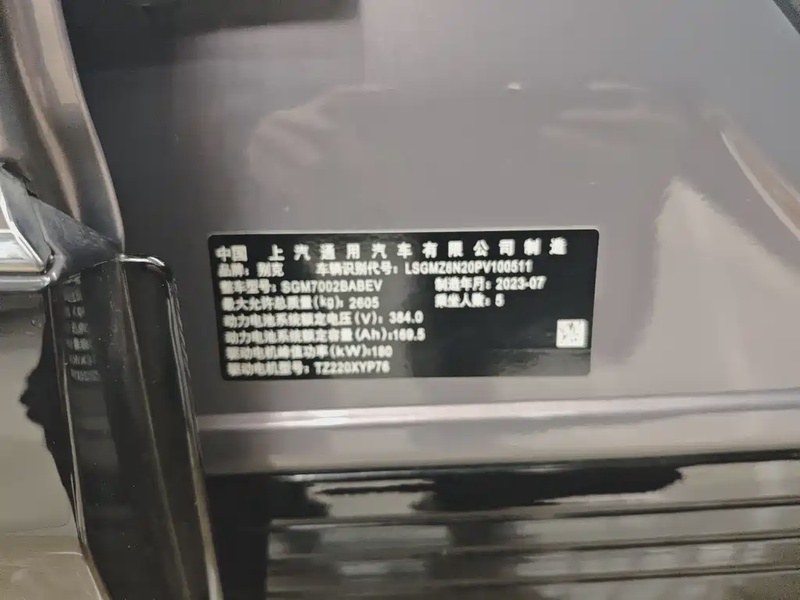 中国 上汽通用汽车有限公司制造
品牌：别克 车辆识别代号：LSGMZ6N20PV100511
整车型号：SGM7002BABEV 制造年月：2023-07
最大允许总质量(kg)：2605 乘坐人数：5
动力电池系统额定电压(V)：384.0
动力电池系统额定容量(Ah)：169.5
驱动电机峰值功率(kW)：180
驱动电机型号：TZ220XYP76